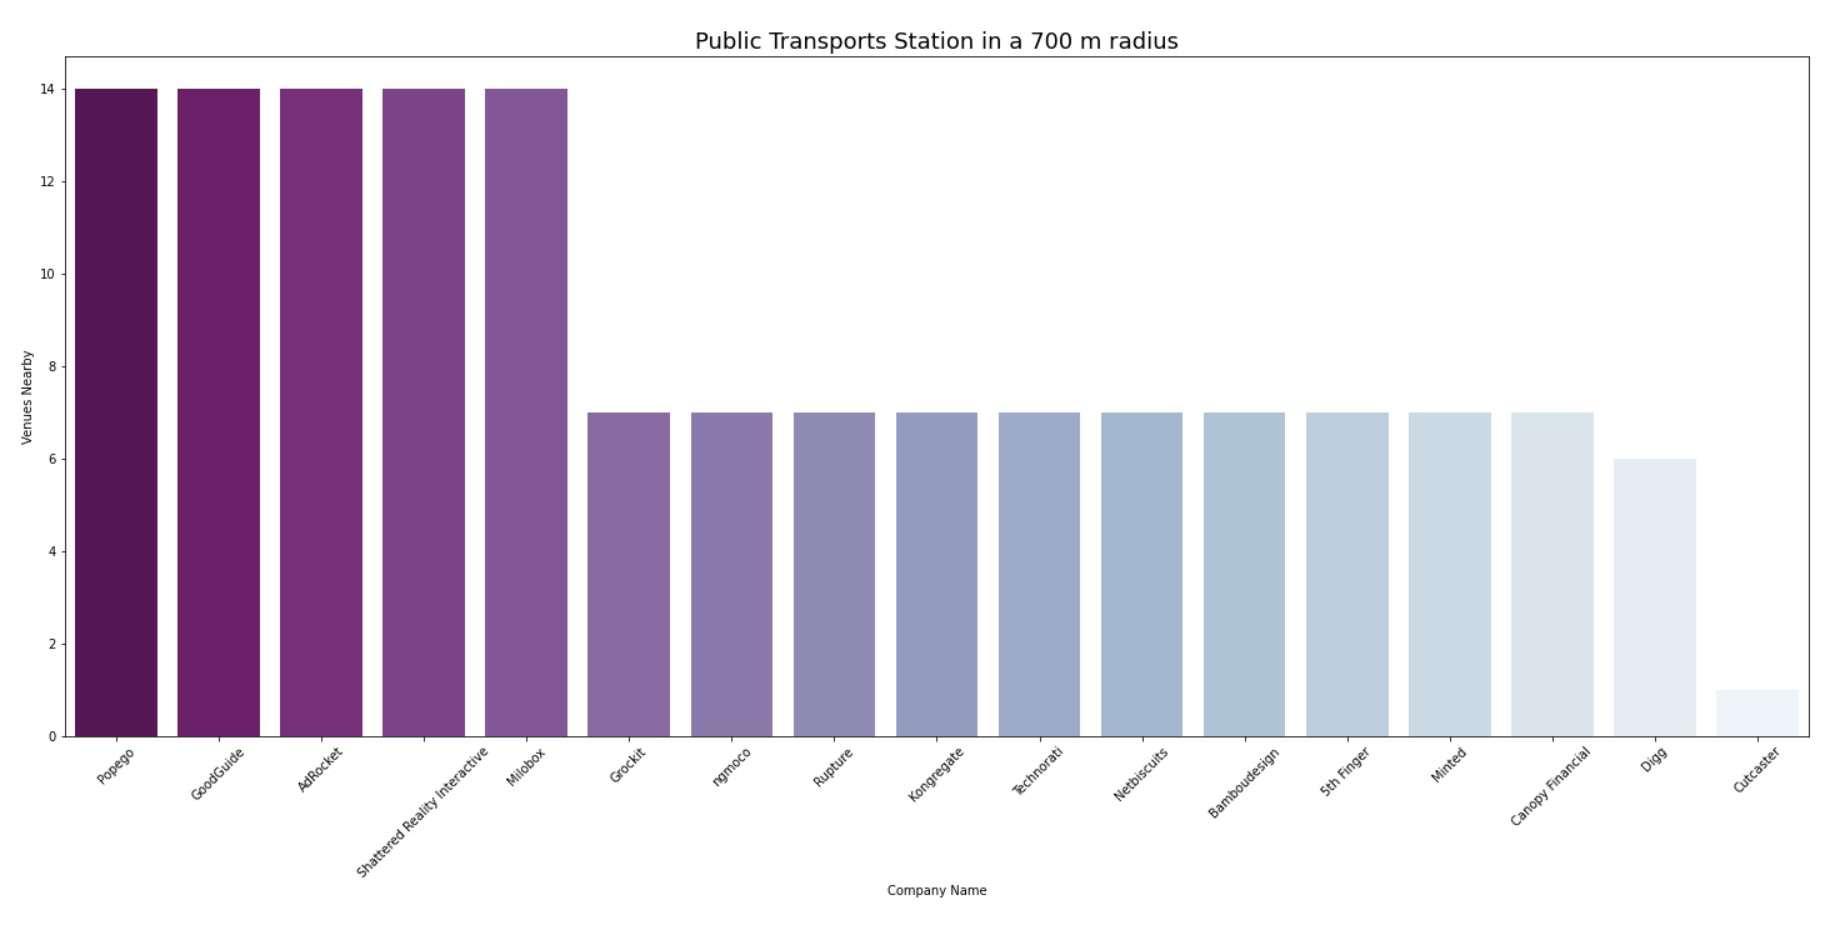 Public Transports Station in a 700 m radius
Venues Nearby
14
12
10
8
6
4
2
0
Popego
GoodGuide
AdRocket
Shattered Reality Interactive
Milobox
Grockit
ngmoco
Rupture
Kongregate
Technorati
Netbiscuits
Bamboudesign
5th Finger
Minted
Canopy Financial
Digg
Cutcaster
Company Name